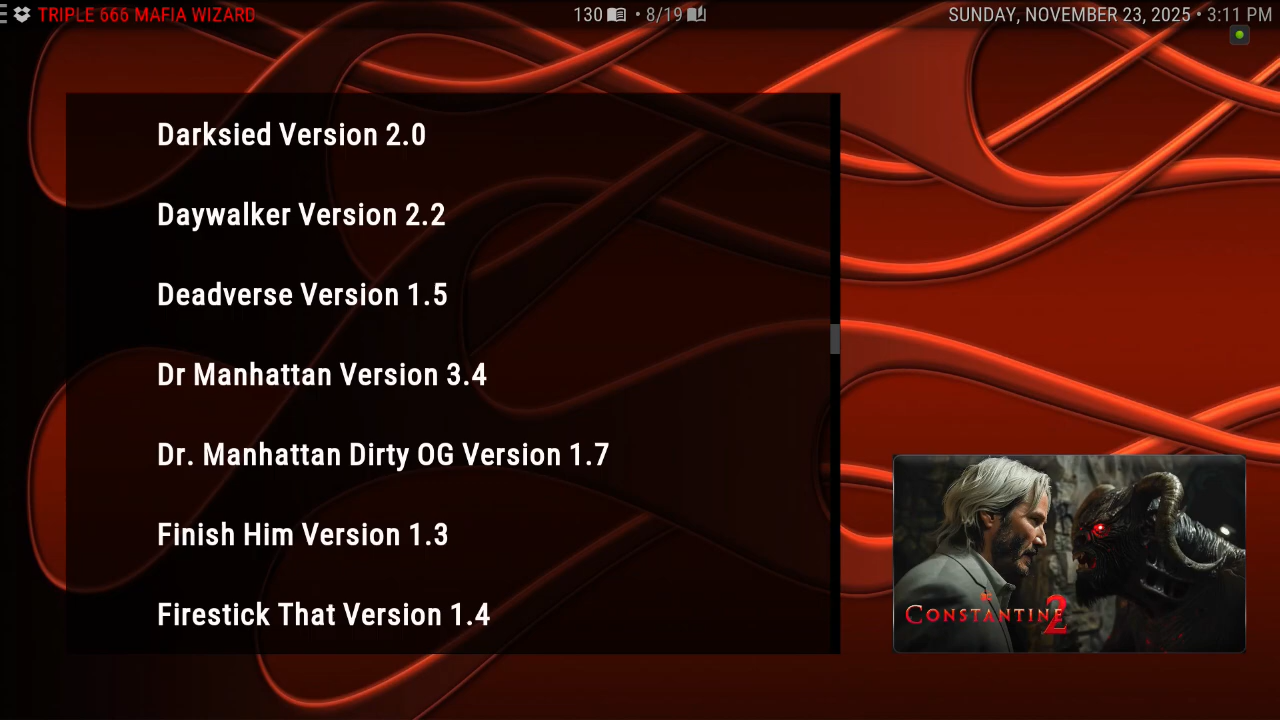 TRIPLE 666 MAFIA WIZARD
130 • 8/19
SUNDAY, NOVEMBER 23, 2025 • 3:11 PM
Darksied Version 2.0
Daywalker Version 2.2
Deadverse Version 1.5
Dr Manhattan Version 3.4
Dr. Manhattan Dirty OG Version 1.7
Finish Him Version 1.3
Firestick That Version 1.4
CONSTANTINE 2